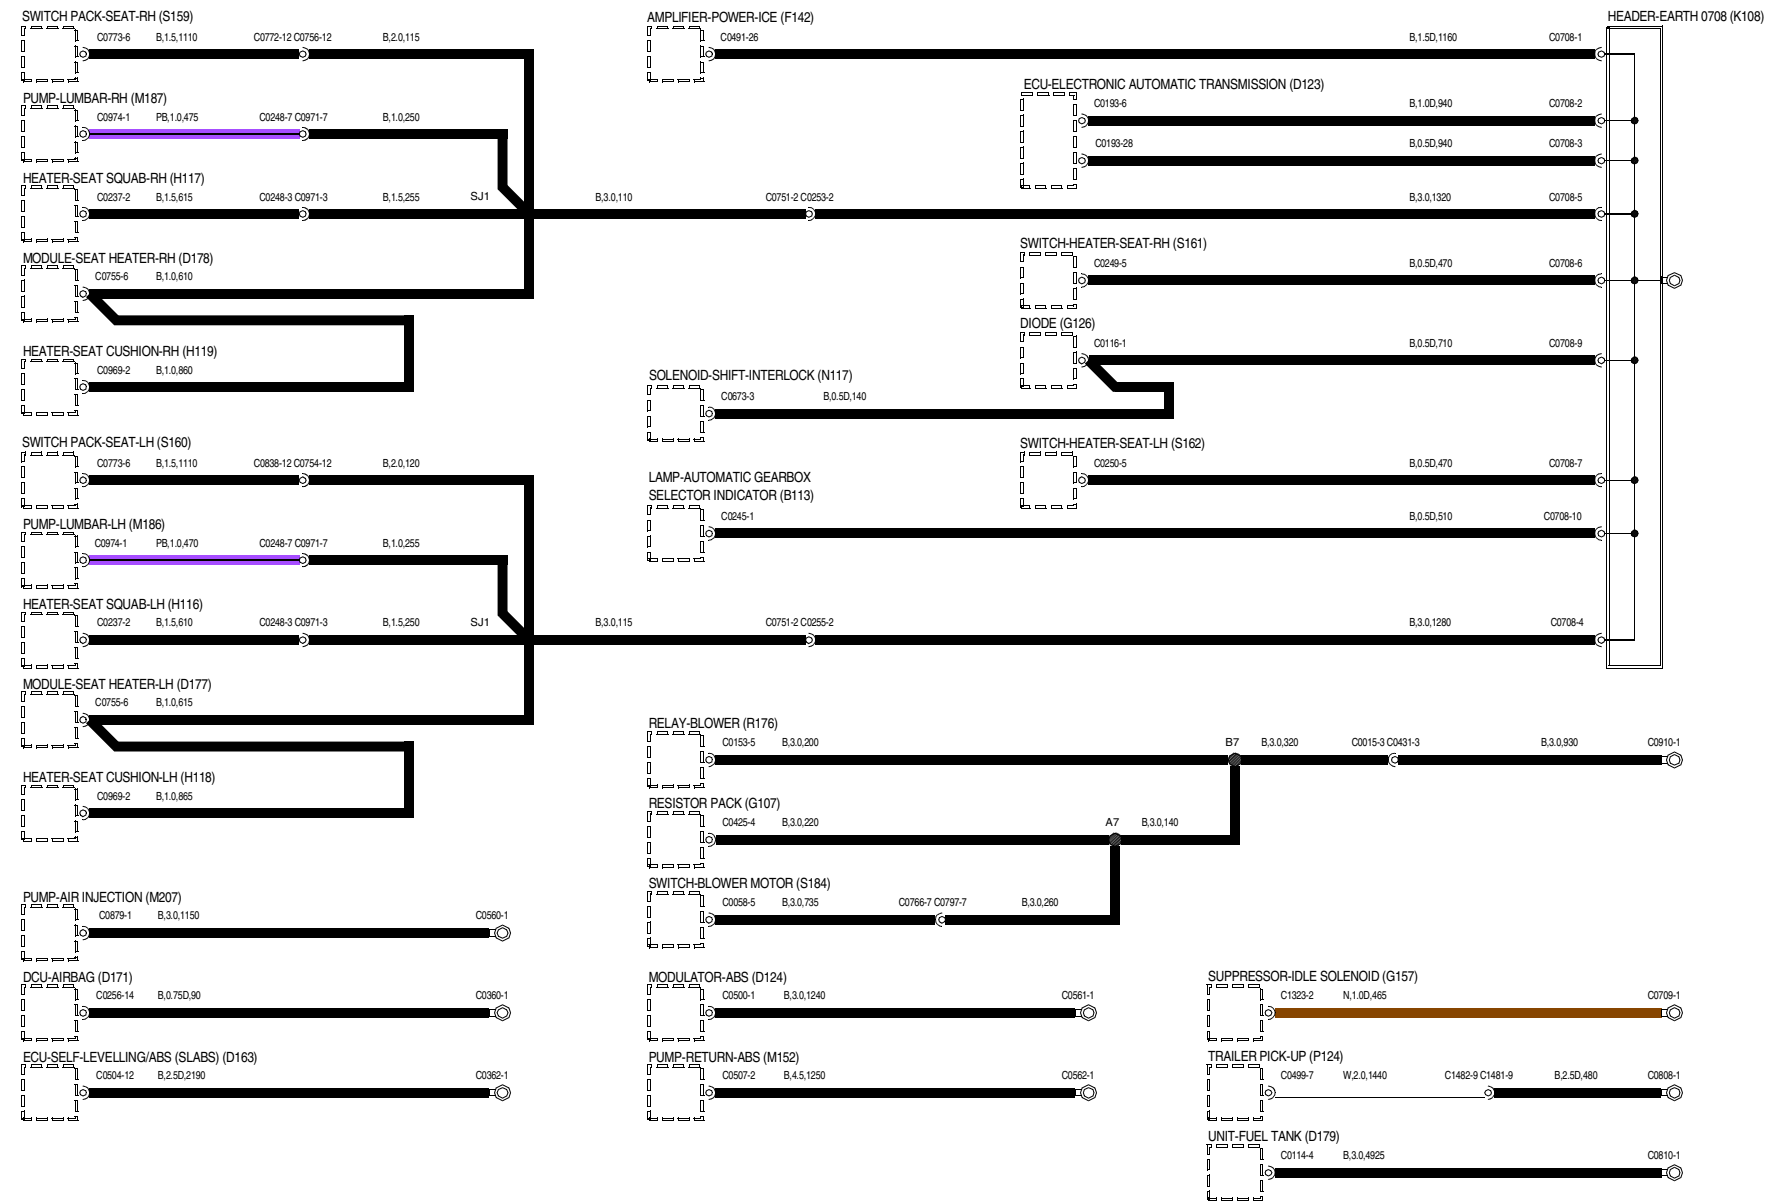 SWITCH PACK-SEAT-RH (S159)
C0773-6 B,1.5,1110 C0772-12 C0756-12 B,2.0,115
PUMP-LUMBAR-RH (M187)
C0974-1 PB,1.0,475 C0248-7 C0971-7 B,1.0,250
HEATER-SEAT SQUAB-RH (H117)
C0237-2 B,1.5,615 C0248-3 C0971-3 B,1.5,255 SJ1 B,3.0,110 C0751-2 C0253-2 B,3.0,1320 C0708-5
MODULE-SEAT HEATER-RH (D178)
C0755-6 B,1.0,610
HEATER-SEAT CUSHION-RH (H119)
C0969-2 B,1.0,860
SWITCH PACK-SEAT-LH (S160)
C0773-6 B,1.5,1110 C0838-12 C0754-12 B,2.0,120
PUMP-LUMBAR-LH (M186)
C0974-1 PB,1.0,470 C0248-7 C0971-7 B,1.0,255
HEATER-SEAT SQUAB-LH (H116)
C0237-2 B,1.5,610 C0248-3 C0971-3 B,1.5,250 SJ1 B,3.0,115 C0751-2 C0255-2 B,3.0,1280 C0708-4
MODULE-SEAT HEATER-LH (D177)
C0755-6 B,1.0,615
HEATER-SEAT CUSHION-LH (H118)
C0969-2 B,1.0,865
PUMP-AIR INJECTION (M207)
C0879-1 B,3.0,1150 C0560-1
DCU-AIRBAG (D171)
C0256-14 B,0.75D,90 C0360-1
ECU-SELF-LEVELLING/ABS (SLABS) (D163)
C0504-12 B,2.5D,2190 C0362-1
AMPLIFIER-POWER-ICE (F142)
C0491-26 B,1.5D,1160 C0708-1
HEADER-EARTH 0708 (K108)
ECU-ELECTRONIC AUTOMATIC TRANSMISSION (D123)
C0193-6 B,1.0D,940 C0708-2
C0193-28 B,0.5D,940 C0708-3
SWITCH-HEATER-SEAT-RH (S161)
C0249-5 B,0.5D,470 C0708-6
DIODE (G126)
C0116-1 B,0.5D,710 C0708-9
SOLENOID-SHIFT-INTERLOCK (N117)
C0673-3 B,0.5D,140
SWITCH-HEATER-SEAT-LH (S162)
C0250-5 B,0.5D,470 C0708-7
LAMP-AUTOMATIC GEARBOX
SELECTOR INDICATOR (B113)
C0245-1 B,0.5D,510 C0708-10
RELAY-BLOWER (R176)
C0153-5 B,3.0,200 B7 B,3.0,320 C0015-3 C0431-3 B,3.0,930 C0910-1
RESISTOR PACK (G107)
C0425-4 B,3.0,220 A7 B,3.0,140
SWITCH-BLOWER MOTOR (S184)
C0058-5 B,3.0,735 C0766-7 C0797-7 B,3.0,260
MODULATOR-ABS (D124)
C0500-1 B,3.0,1240 C0561-1
PUMP-RETURN-ABS (M152)
C0507-2 B,4.5,1250 C0562-1
SUPPRESSOR-IDLE SOLENOID (G157)
C1323-2 N,1.0D,465 C0709-1
TRAILER PICK-UP (P124)
C0499-7 W,2.0,1440 C1482-9 C1481-9 B,2.5D,480 C0808-1
UNIT-FUEL TANK (D179)
C0114-4 B,3.0,4925 C0810-1